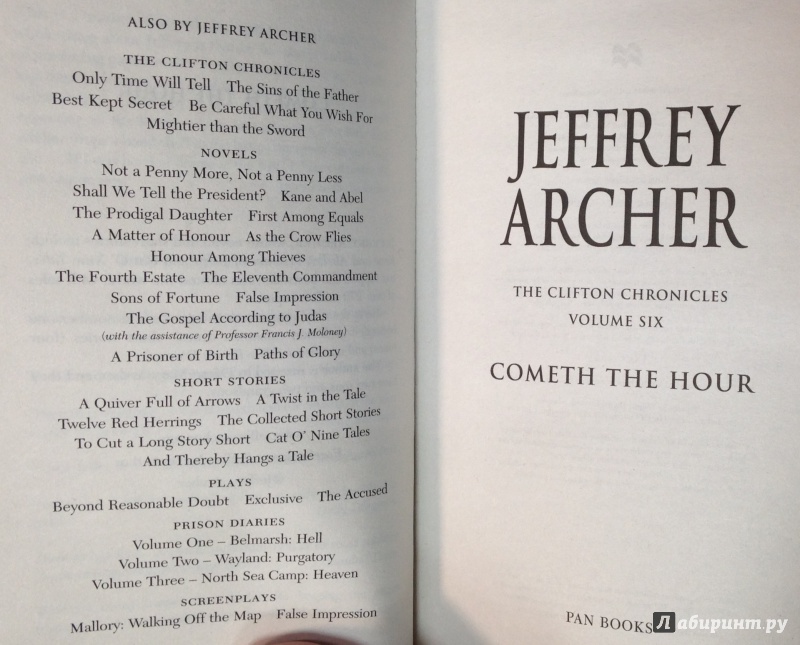 ALSO BY JEFFREY ARCHER
THE CLIFTON CHRONICLES
Only Time Will Tell The Sins of the Father
Best Kept Secret Be Careful What You Wish For
Mightier than the Sword
NOVELS
Not a Penny More, Not a Penny Less
Shall We Tell the President? Kane and Abel
The Prodigal Daughter First Among Equals
A Matter of Honour As the Crow Flies
Honour Among Thieves
The Fourth Estate The Eleventh Commandment
Sons of Fortune False Impression
The Gospel According to Judas
(with the assistance of Professor Francis J. Moloney)
A Prisoner of Birth Paths of Glory
SHORT STORIES
A Quiver Full of Arrows A Twist in the Tale
Twelve Red Herrings The Collected Short Stories
To Cut a Long Story Short Cat O' Nine Tales
And Thereby Hangs a Tale
PLAYS
Beyond Reasonable Doubt Exclusive The Accused
PRISON DIARIES
Volume One – Belmarsh: Hell
Volume Two – Wayland: Purgatory
Volume Three – North Sea Camp: Heaven
SCREENPLAYS
Mallory: Walking Off the Map False Impression
JEFFREY
ARCHER
THE CLIFTON CHRONICLES
VOLUME SIX
COMETH THE HOUR
PAN BOOKS
Лабиринт.ру